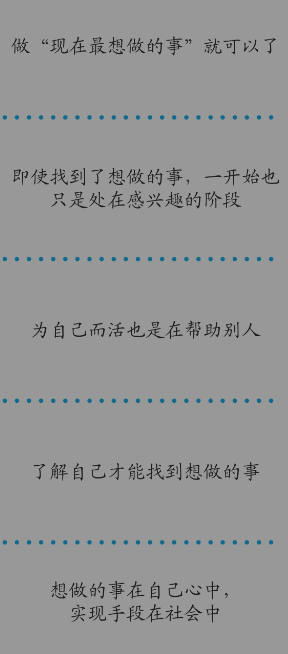 做“现在最想做的事”就可以了
即使找到了想做的事，一开始也
只是处在感兴趣的阶段
为自己而活也是在帮助别人
了解自己才能找到想做的事
想做的事在自己心中，
实现手段在社会中